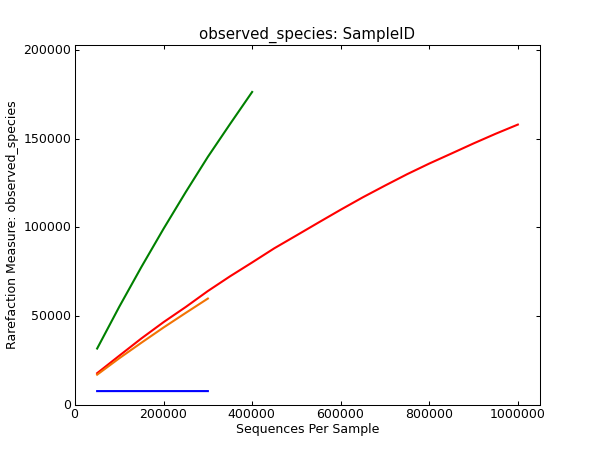 observed_species: SampleID
200000
150000
100000
50000
0
Rarefaction Measure: observed_species
0 200000 400000 600000 800000 1000000
Sequences Per Sample